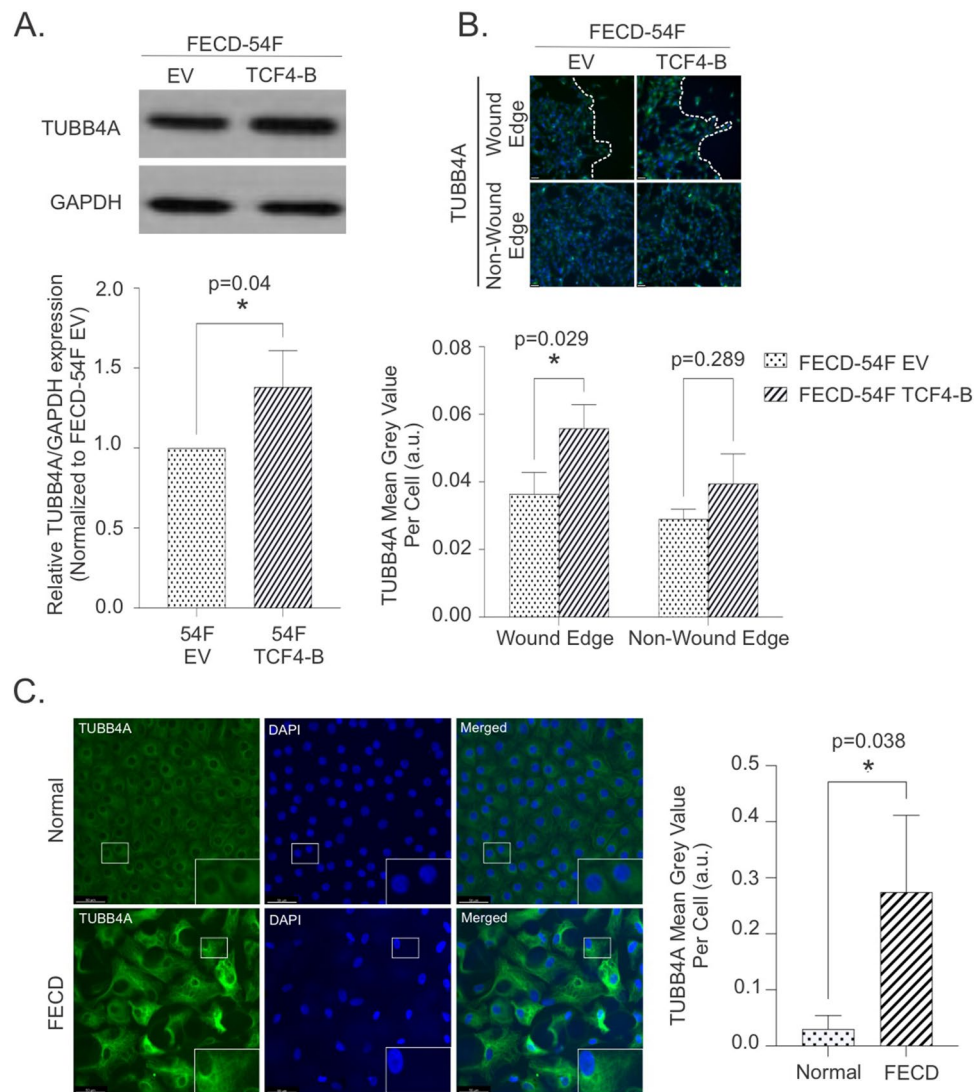 A.
FECD-54F
EV
TCF4-B
TUBB4A
GAPDH
p=0.04
*
Relative TUBB4A/GAPDH expression
(Normalized to FECD-54F EV)
2.0
1.5
1.0
0.5
0.0
54F
EV
54F
TCF4-B
B.
FECD-54F
EV
TCF4-B
TUBB4A
Wound
Edge
Non-Wound
Edge
p=0.029
*
p=0.289
FECD-54F EV
FECD-54F TCF4-B
TUBB4A Mean Grey Value
Per Cell (a.u.)
0.08
0.06
0.04
0.02
0.00
Wound Edge
Non-Wound Edge
C.
Normal
TUBB4A
DAPI
Merged
FECD
TUBB4A
DAPI
Merged
p=0.038
*
TUBB4A Mean Grey Value
Per Cell (a.u.)
0.5
0.4
0.3
0.2
0.1
0.0
Normal
FECD